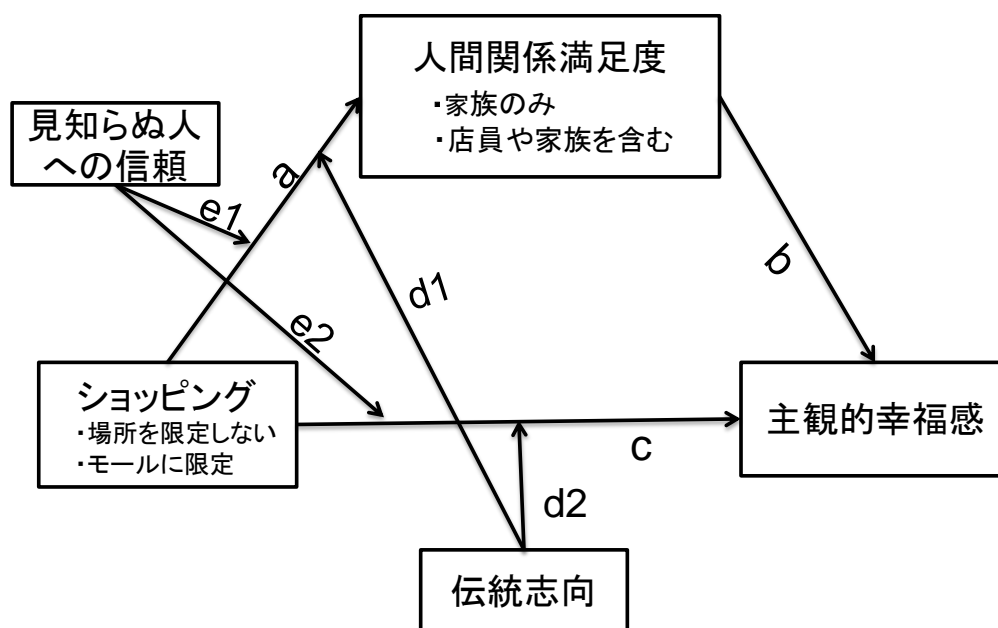 人間関係満足度
・家族のみ
・店員や家族を含む
見知らぬ人
への信頼
a
e1
b
d1
e2
ショッピング
・場所を限定しない
・モールに限定
主観的幸福感
c
d2
伝統志向